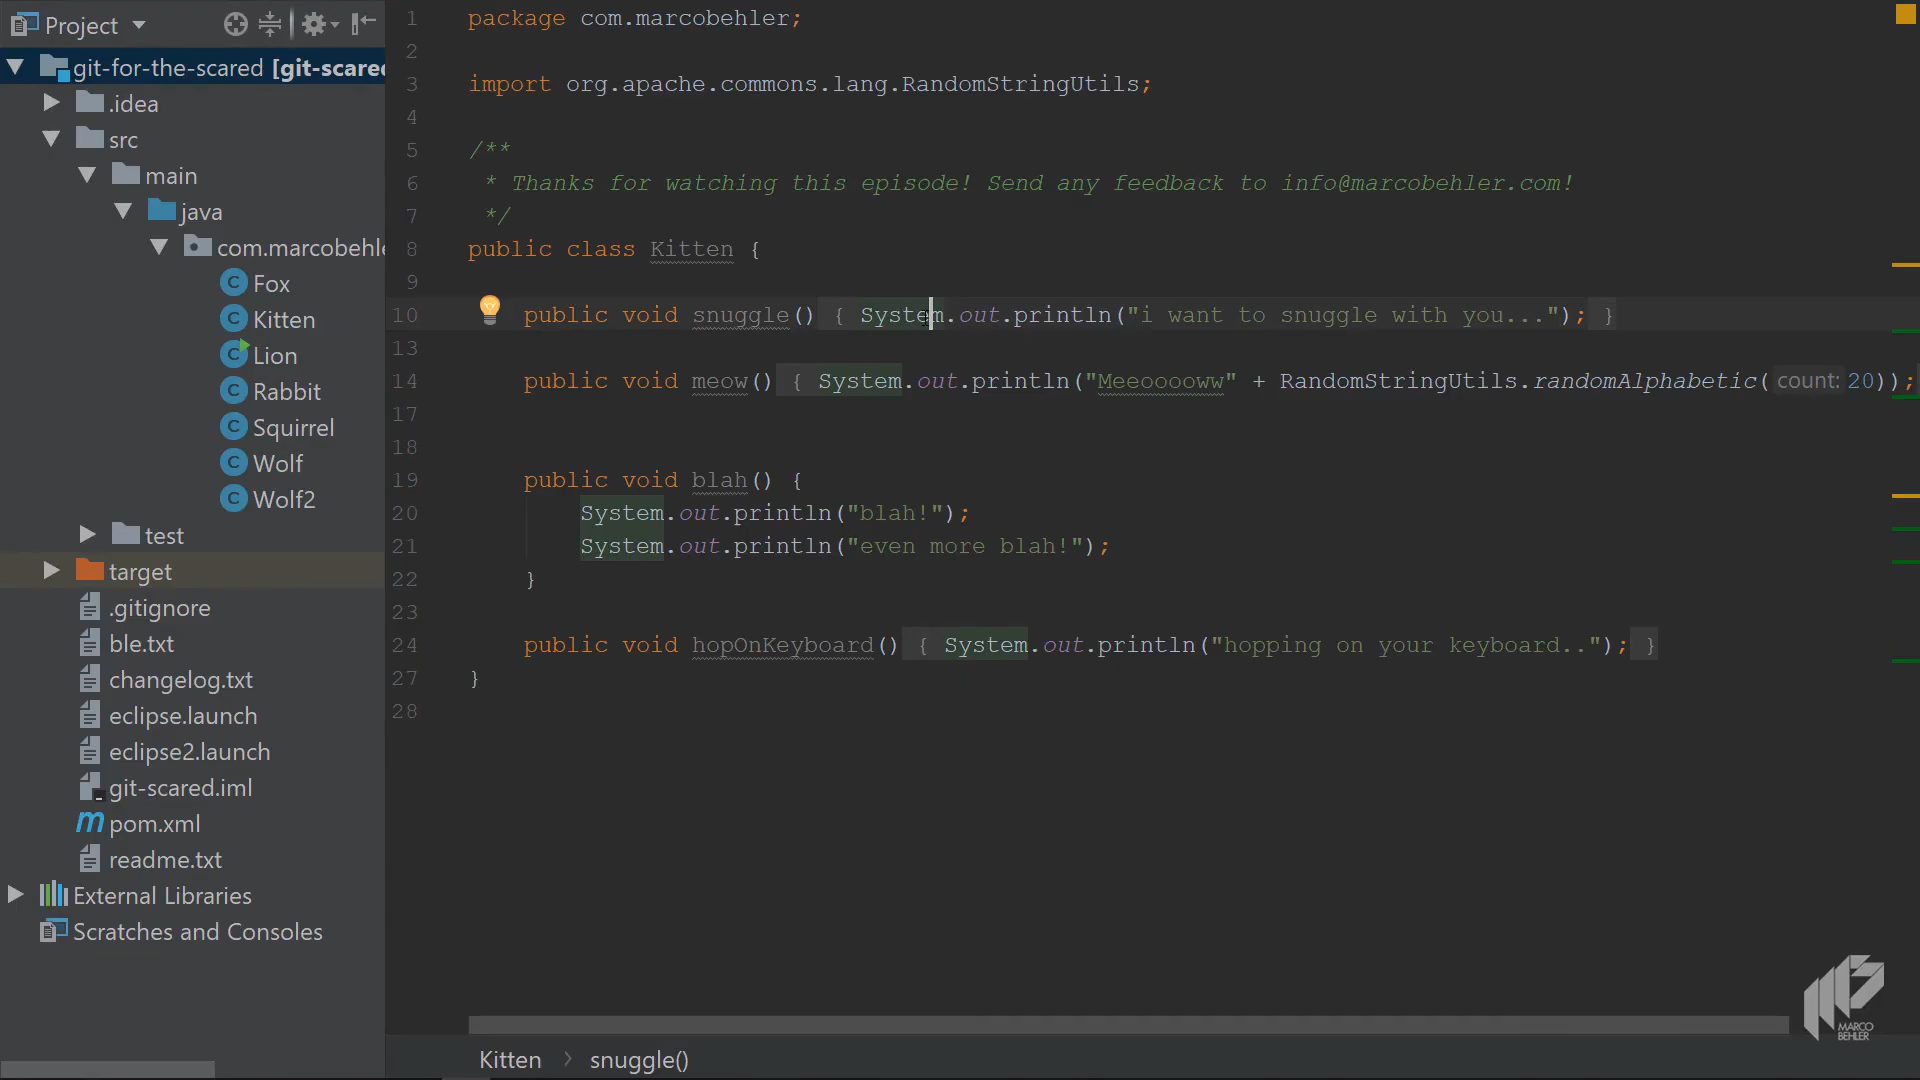 Project
git-for-the-scared [git-scared
.idea
src
main
java
com.marcobehle
Fox
Kitten
Lion
Rabbit
Squirrel
Wolf
Wolf2
test
target
.gitignore
ble.txt
changelog.txt
eclipse.launch
eclipse2.launch
git-scared.iml
pom.xml
readme.txt
External Libraries
Scratches and Consoles
1 package com.marcobehler;
2
3 import org.apache.commons.lang.RandomStringUtils;
4
5 /**
6 * Thanks for watching this episode! Send any feedback to info@marcobehler.com!
7 */
8 public class Kitten {
9
10 public void snuggle() { System.out.println("i want to snuggle with you..."); }
13
14 public void meow() { System.out.println("Meeooooww" + RandomStringUtils.randomAlphabetic( count: 20));
17
18
19 public void blah() {
20 System.out.println("blah!");
21 System.out.println("even more blah!");
22 }
23
24 public void hopOnKeyboard() { System.out.println("hopping on your keyboard.."); }
27 }
28
Kitten > snuggle()
MARCO
BEHLER